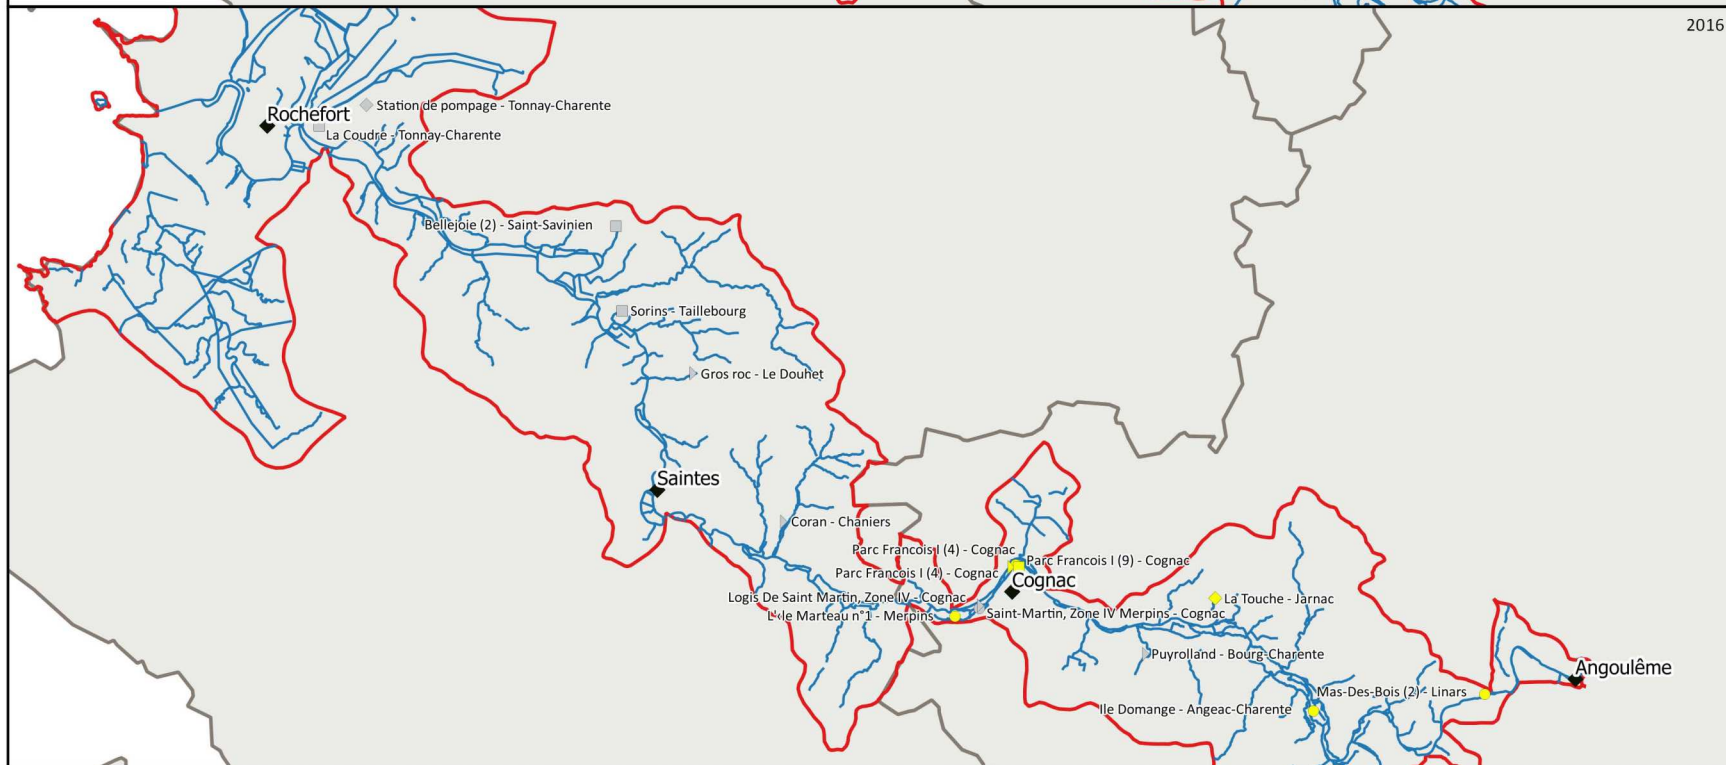 2016
Station de pompage - Tonnay-Charente
Rochefort
La Coudre - Tonnay-Charente
Bellejoie (2) - Saint-Savinien
Sorins - Taillebourg
Gros roc - Le Douhet
Saintes
Coran - Chaniers
Parc Francois I (4) - Cognac
Parc Francois I (9) - Cognac
Parc Francois I (4) - Cognac
Cognac
Logis De Saint Martin, Zone IV - Cognac
La Touche - Jarnac
Marteau n°1 - Merpins
Saint-Martin, Zone IV Merpins - Cognac
Puyrolland - Bourg-Charente
Angoulême
Mas-Des-Bois (2) - Linars
Ile Domange - Angeac-Charente